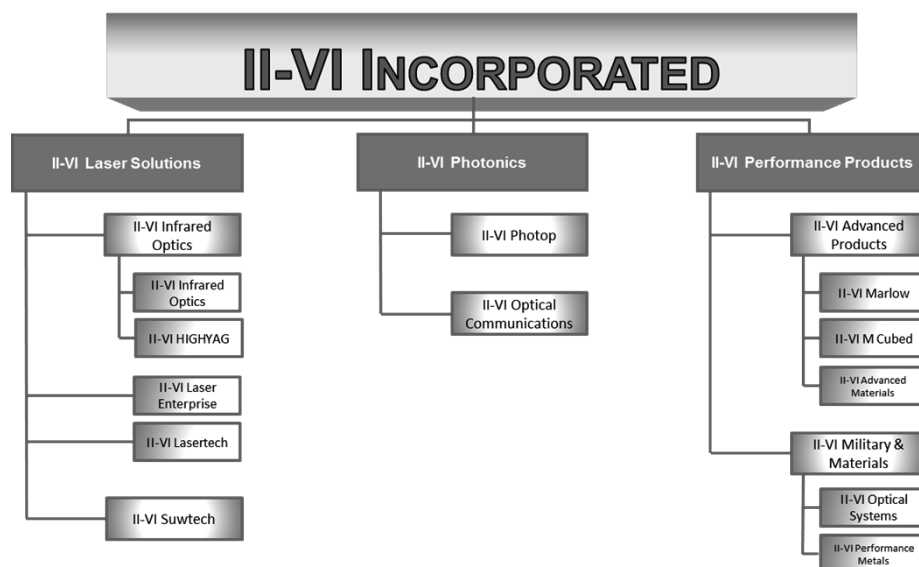 II-VI INCORPORATED
II-VI Laser Solutions
II-VI Infrared
Optics
II-VI Infrared
Optics
II-VI HIGHYAG
II-VI Laser
Enterprise
II-VI Lasertech
II-VI Suwtech
II-VI Photonics
II-VI Photop
II-VI Optical
Communications
II-VI Performance Products
II-VI Advanced
Products
II-VI Marlow
II-VI M Cubed
II-VI Advanced
Materials
II-VI Military &
Materials
II-VI Optical
Systems
II-VI Performance
Metals